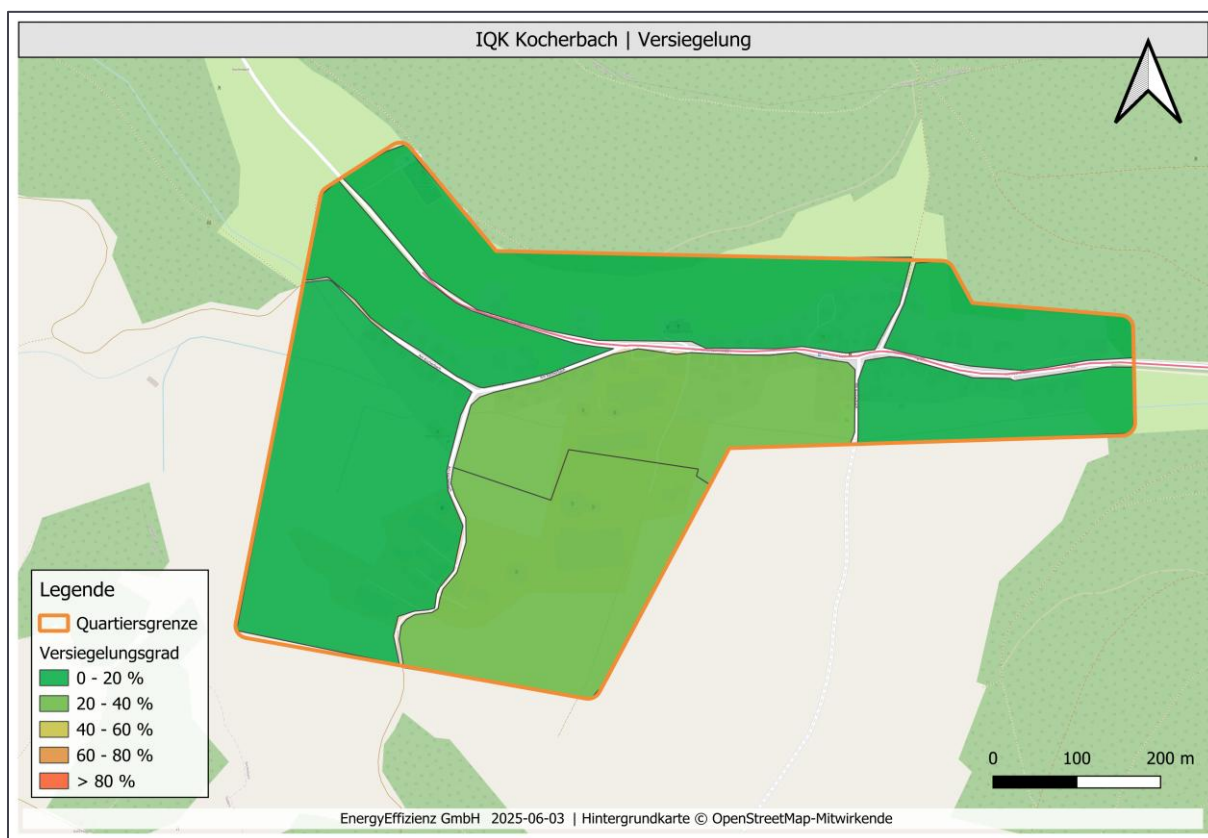 IQK Kocherbach | Versiegelung
Legende
Quartiersgrenze
Versiegelungsgrad
0 - 20 %
20 - 40 %
40 - 60 %
60 - 80 %
> 80 %
0 100 200 m
EnergyEffizienz GmbH 2025-06-03 | Hintergrundkarte © OpenStreetMap-Mitwirkende